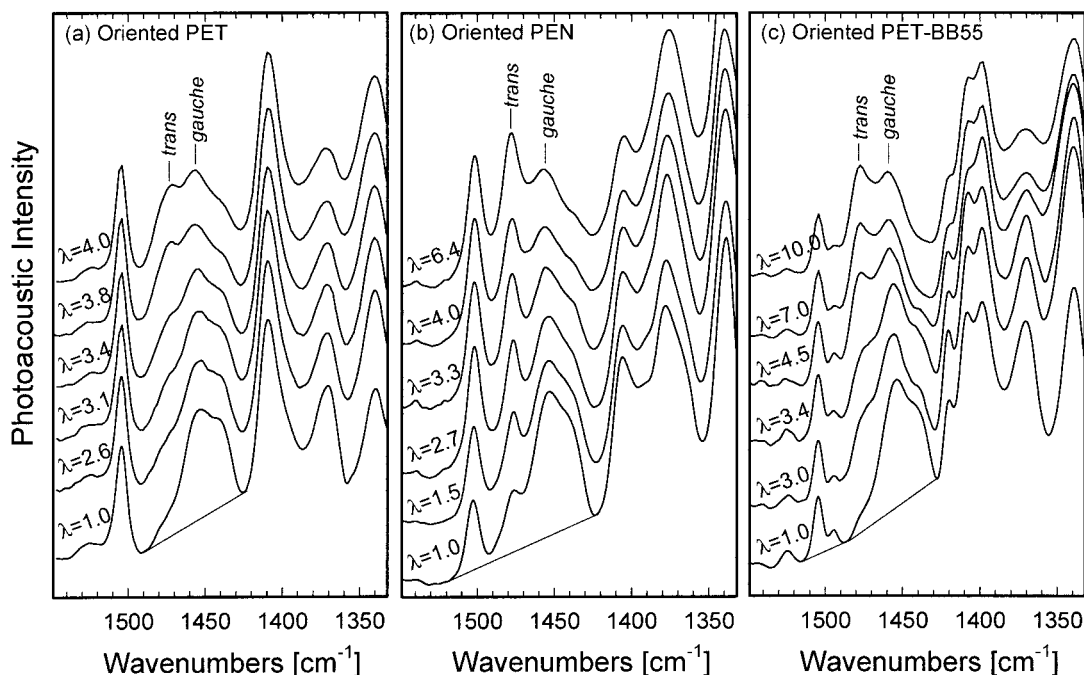 (a) Oriented PET
(b) Oriented PEN
(c) Oriented PET-BB55
Photoacoustic Intensity
trans
gauche
λ=4.0
λ=3.8
λ=3.4
λ=3.1
λ=2.6
λ=1.0
trans
gauche
λ=6.4
λ=4.0
λ=3.3
λ=2.7
λ=1.5
λ=1.0
trans
gauche
λ=10.0
λ=7.0
λ=4.5
λ=3.4
λ=3.0
λ=1.0
1500 1450 1400 1350
1500 1450 1400 1350
1500 1450 1400 1350
Wavenumbers [cm⁻¹]
Wavenumbers [cm⁻¹]
Wavenumbers [cm⁻¹]